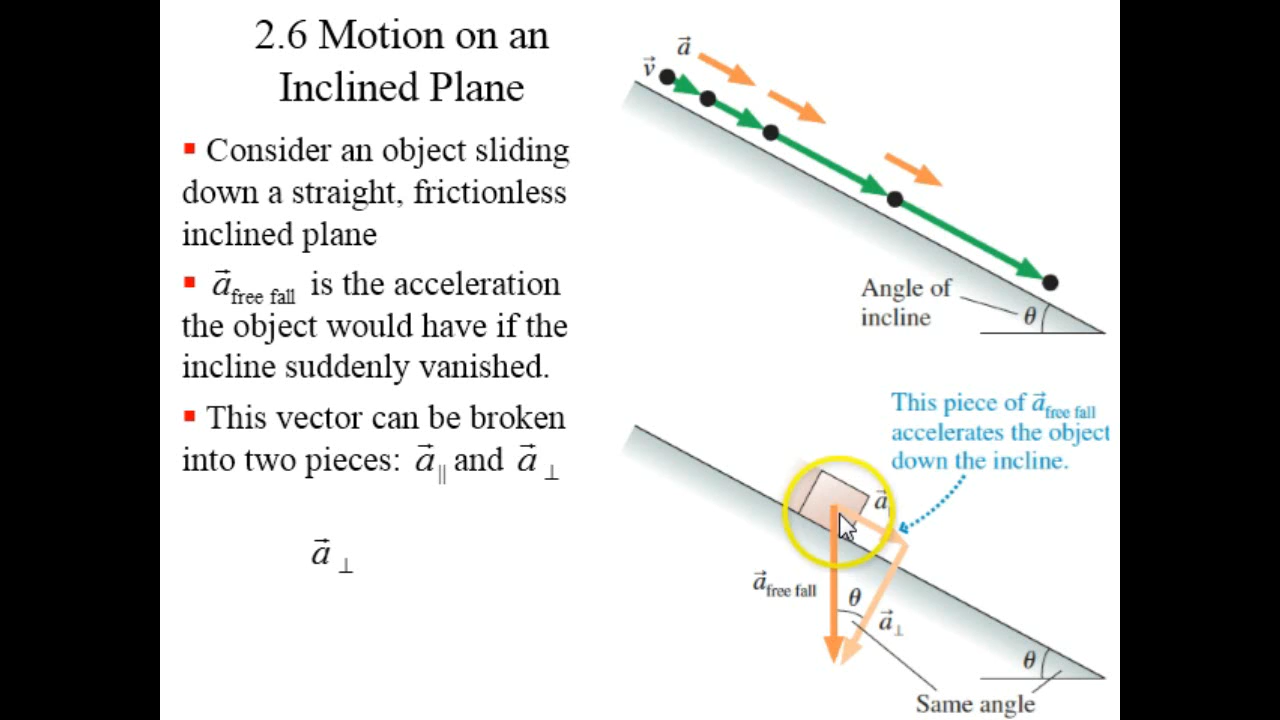 2.6 Motion on an
Inclined Plane
▪ Consider an object sliding
down a straight, frictionless
inclined plane
▪ a⃗ free fall is the acceleration
the object would have if the
incline suddenly vanished.
▪ This vector can be broken
into two pieces: a⃗ || and a⃗ ⊥
a⃗ ⊥
v⃗
a⃗
Angle of
incline
θ
This piece of a⃗ free fall
accelerates the object
down the incline.
a⃗
a⃗ free fall
θ
a⃗ ⊥
θ
Same angle